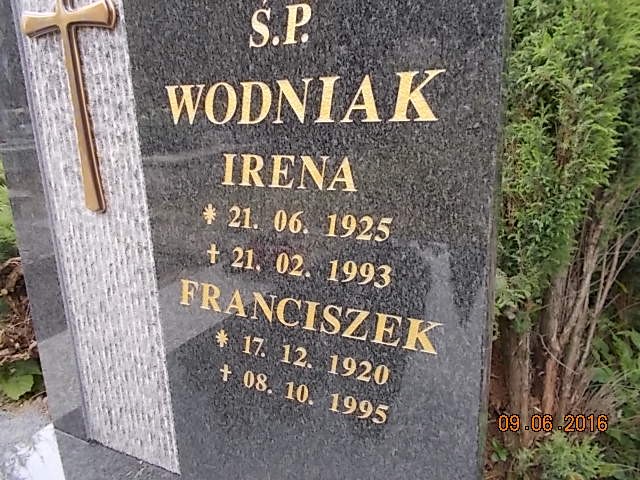 Ś.P.
WODNIAK
IRENA
* 21. 06. 1925
✝ 21. 02. 1993
FRANCISZEK
* 17. 12. 1920
✝ 08. 10. 1995
09.06.2016